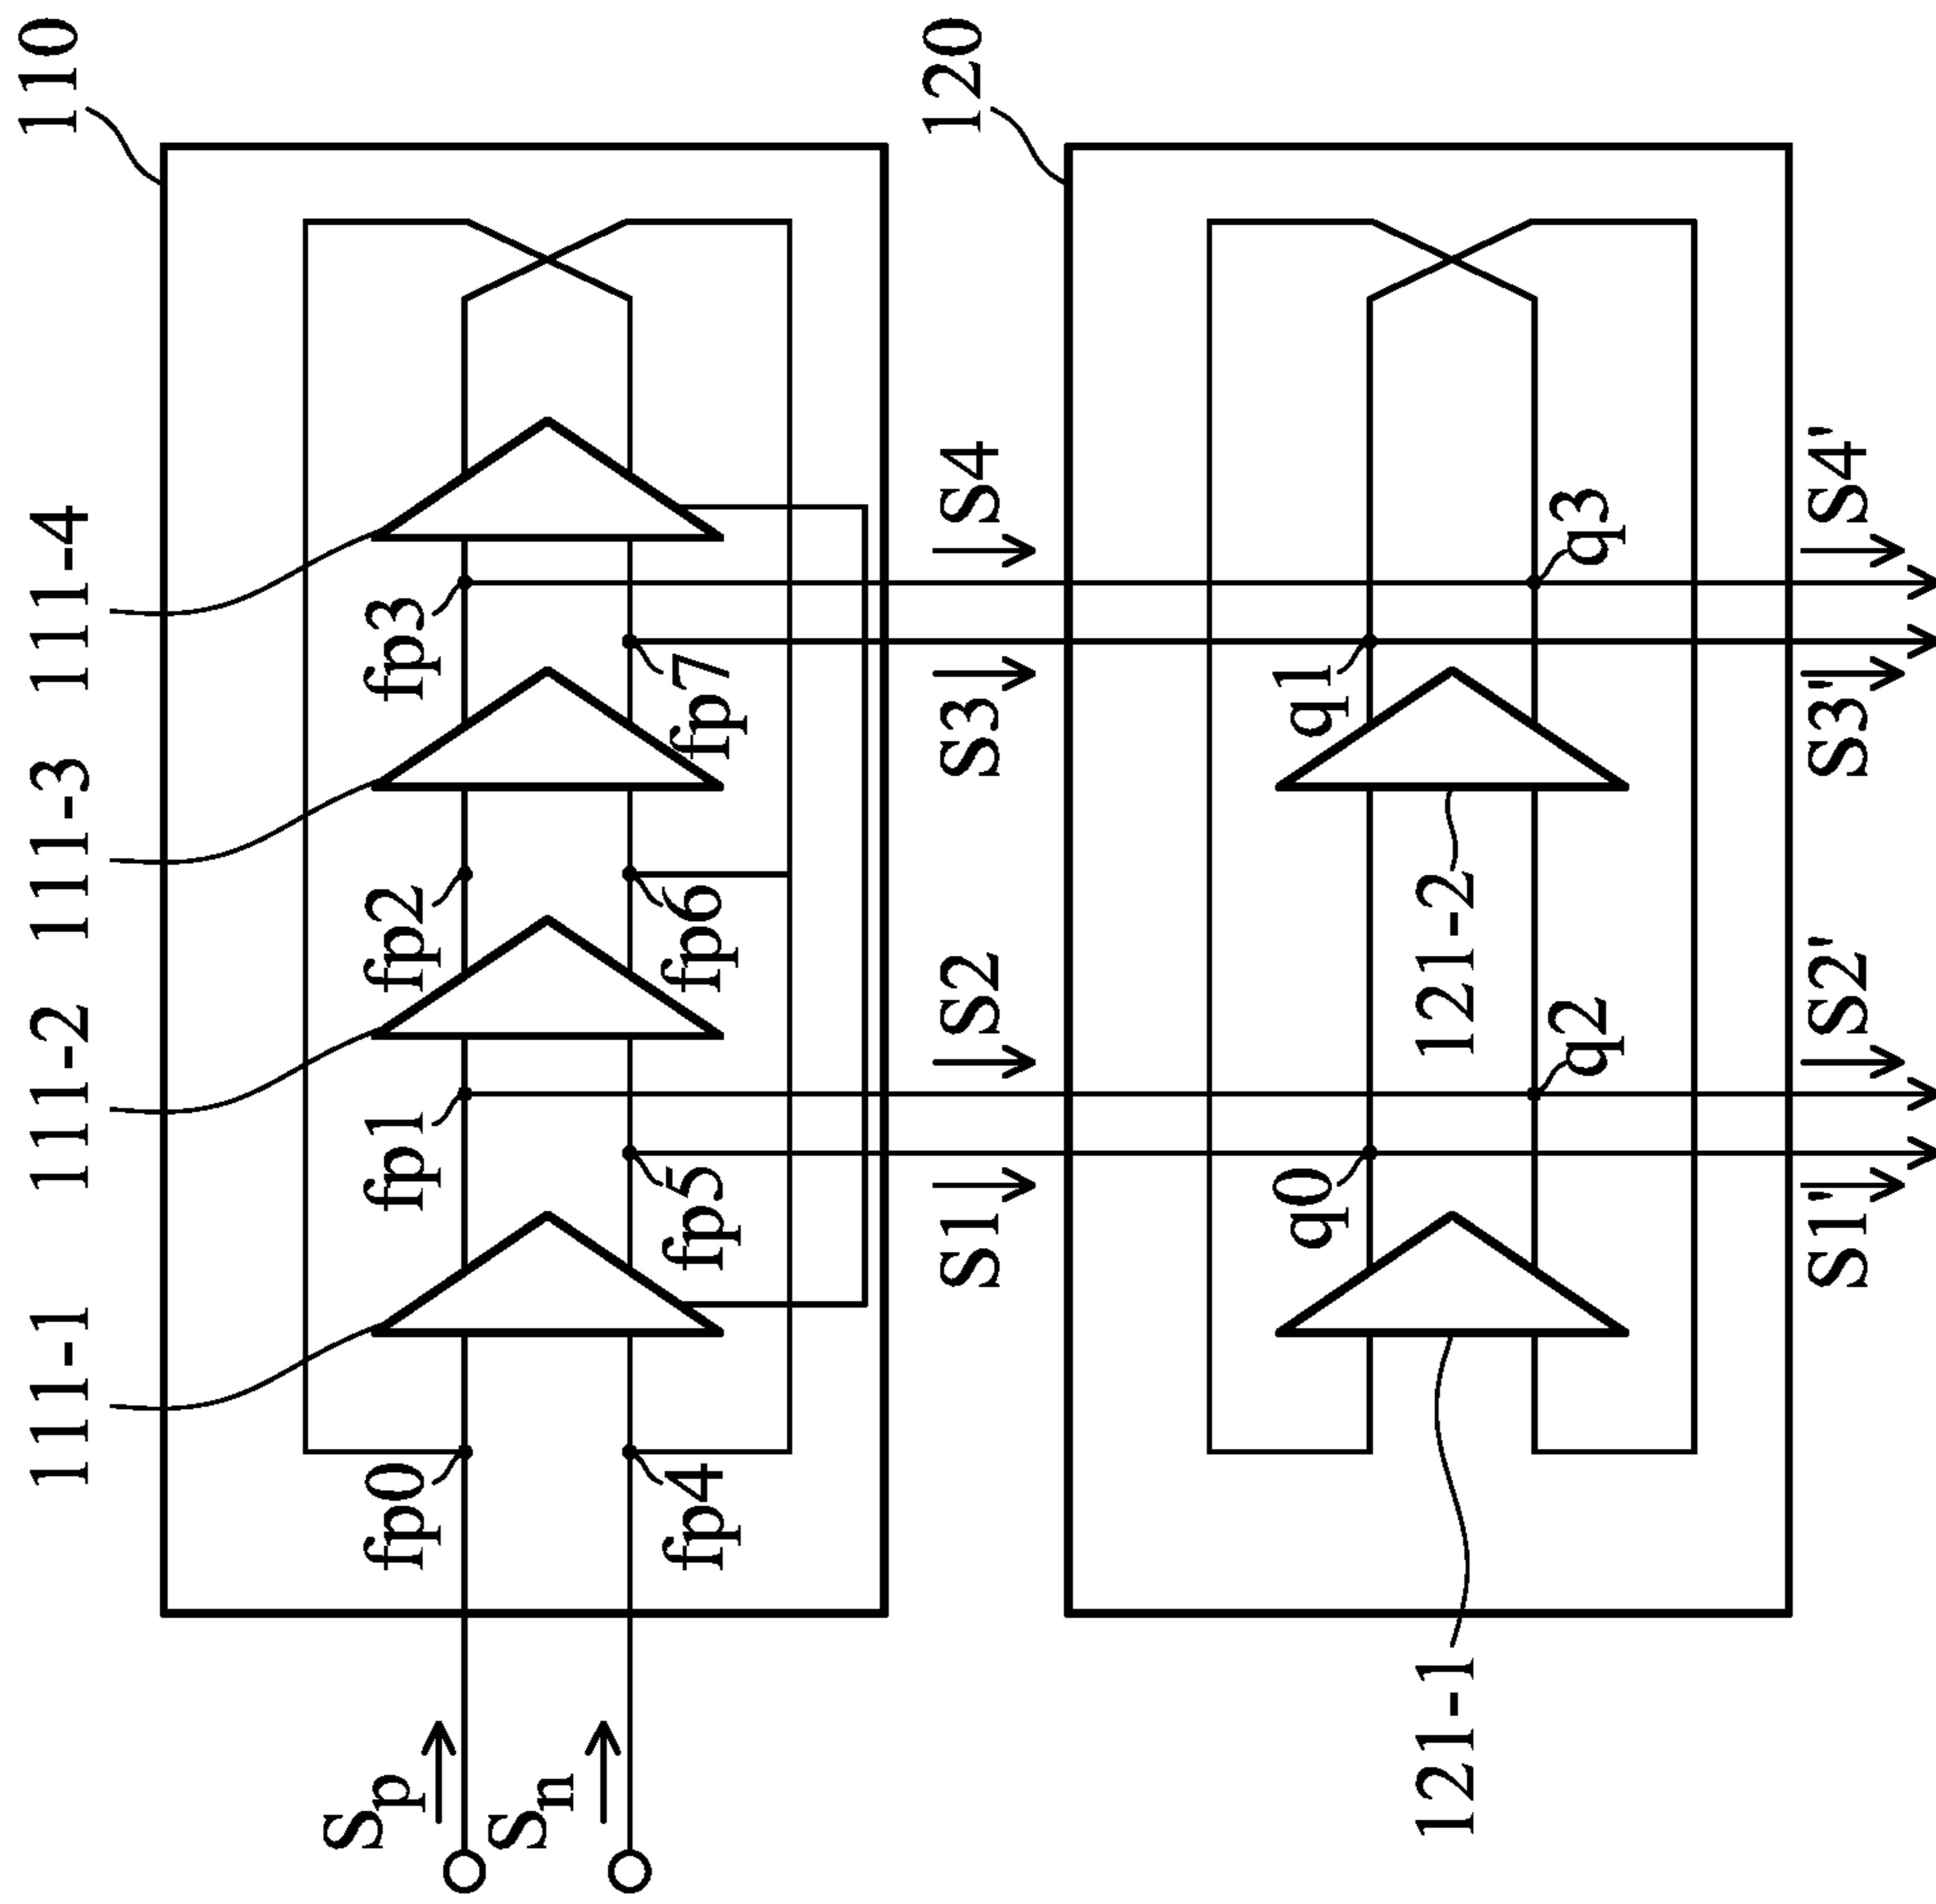 110
111-1
111-2
111-3
111-4
Sp
Sn
fp0
fp1
fp2
fp3
fp4
fp5
fp6
fp7
S1
S2
S3
S4
120
q0
q1
121-1
121-2
q2
q3
S1'
S2'
S3'
S4'